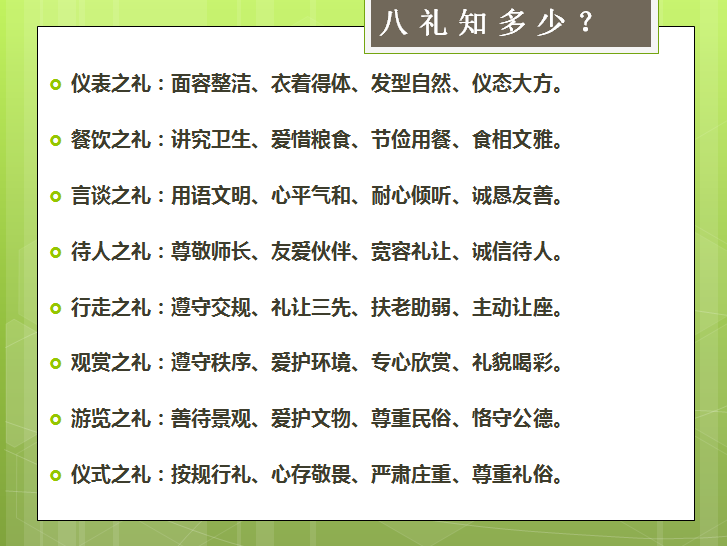 八礼知多少？
仪表之礼：面容整洁、衣着得体、发型自然、仪态大方。
餐饮之礼：讲究卫生、爱惜粮食、节俭用餐、食相文雅。
言谈之礼：用语文明、心平气和、耐心倾听、诚恳友善。
待人之礼：尊敬师长、友爱伙伴、宽容礼让、诚信待人。
行走之礼：遵守交规、礼让三先、扶老助弱、主动让座。
观赏之礼：遵守秩序、爱护环境、专心欣赏、礼貌喝彩。
游览之礼：善待景观、爱护文物、尊重民俗、恪守公德。
仪式之礼：按规行礼、心存敬畏、严肃庄重、尊重礼俗。